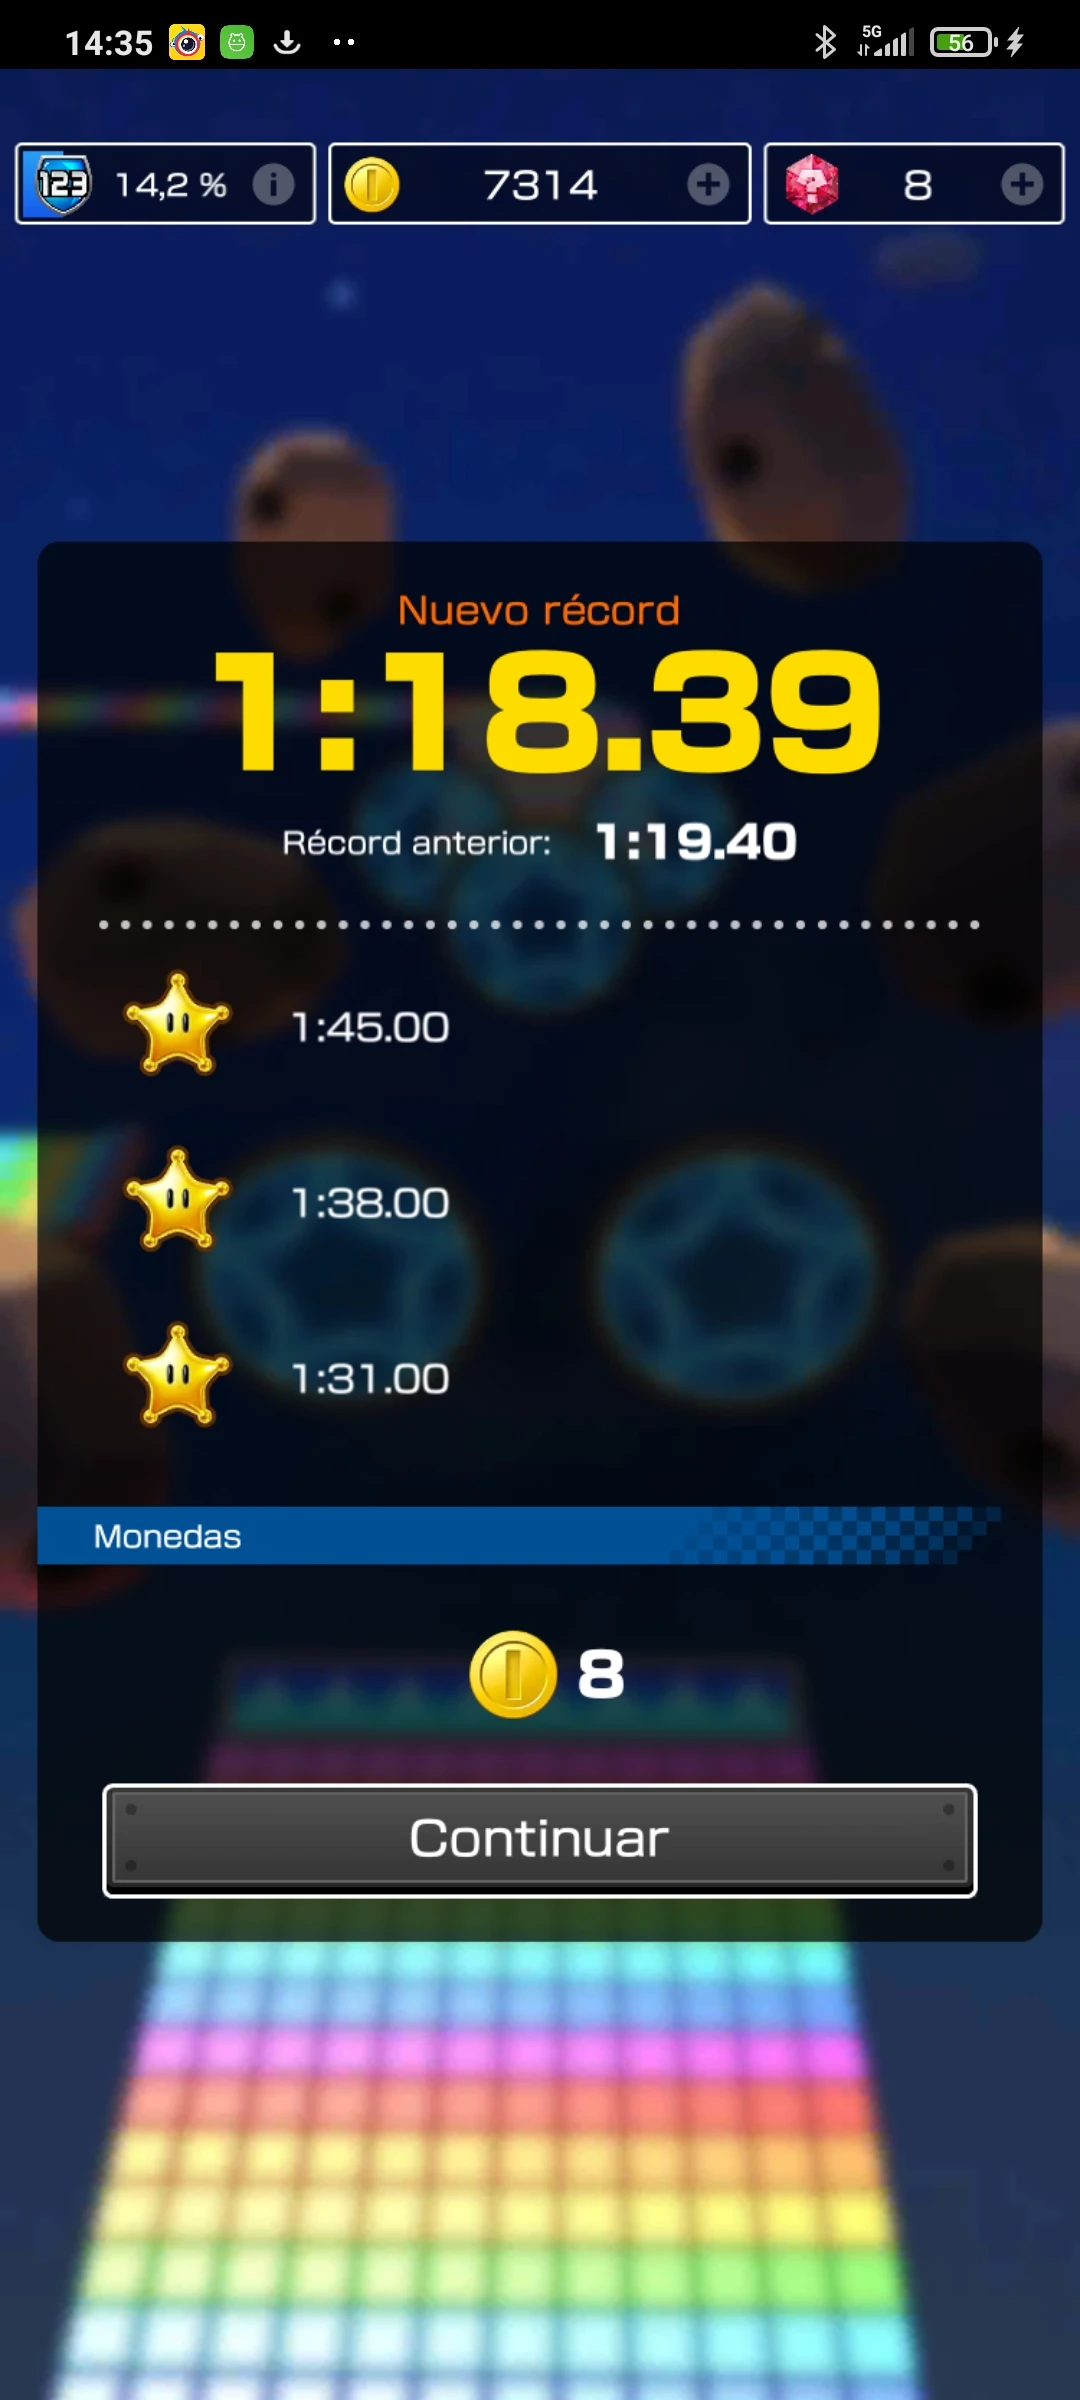 14:35 5G 56
123 14,2 % 7314 8
Nuevo récord
1:18.39
Récord anterior: 1:19.40
1:45.00
1:38.00
1:31.00
Monedas
8
Continuar